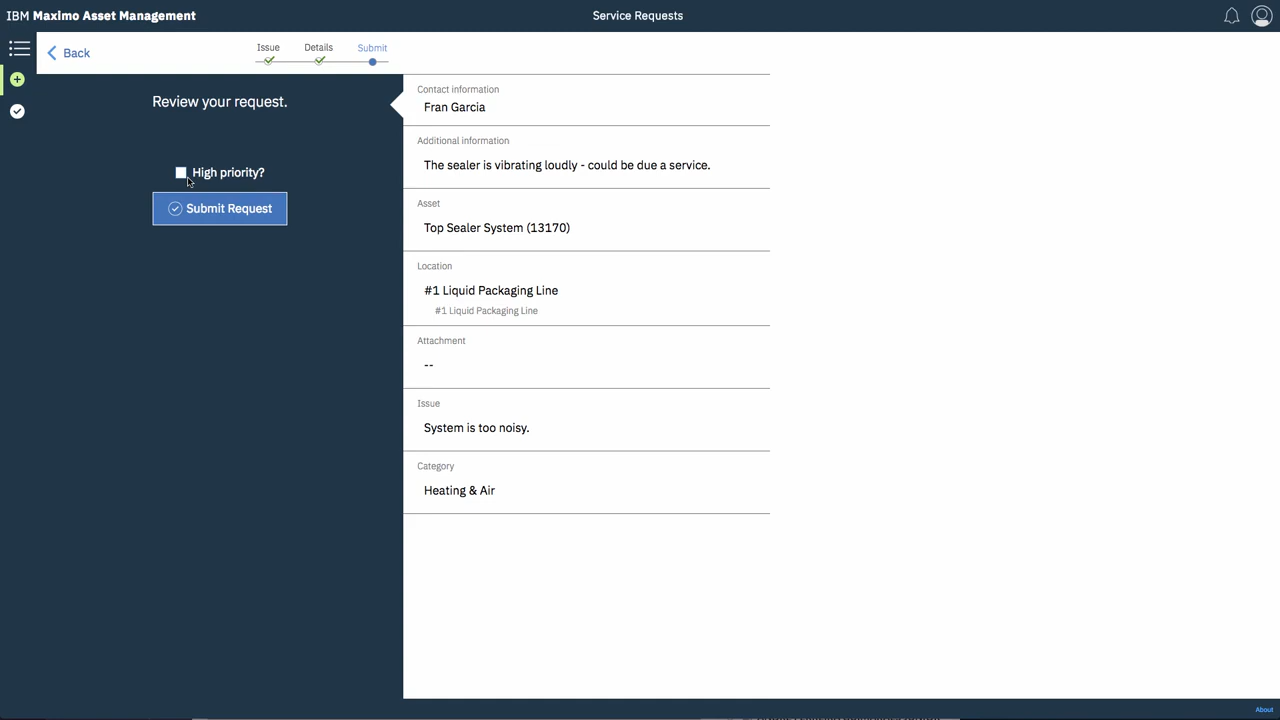 IBM Maximo Asset Management
Service Requests
Back
Issue
Details
Submit
Review your request.
High priority?
Submit Request
Contact information
Fran Garcia
Additional information
The sealer is vibrating loudly - could be due a service.
Asset
Top Sealer System (13170)
Location
#1 Liquid Packaging Line
#1 Liquid Packaging Line
Attachment
--
Issue
System is too noisy.
Category
Heating & Air
About